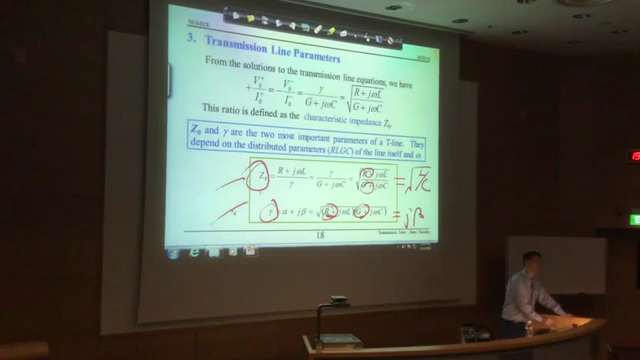 3. Transmission Line Parameters
From the solutions to the transmission line equations, we have
V₀⁺/I₀⁺ = −V₀⁻/I₀⁻ = γ/(G + jωC) = √((R + jωL)/(G + jωC))
This ratio is defined as the characteristic impedance Z₀.
Z₀ and γ are the two most important parameters of a T-line. They
depend on the distributed parameters (RLGC) of the line itself and ω
Z₀ = (R + jωL)/γ = γ/(G + jωC) = √((R + jωL)/(G + jωC)) = √(L/C)
γ = α + jβ = √((R + jωL)(G + jωC)) = jβ
18